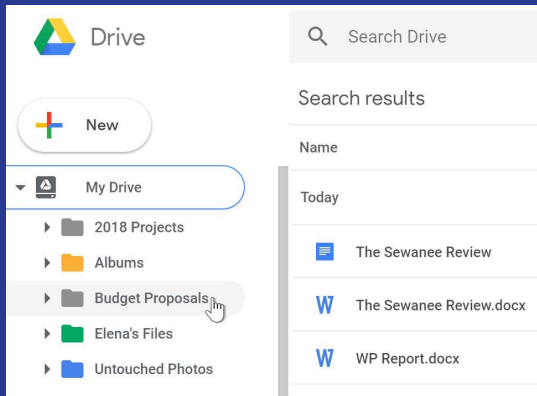 Drive
Search Drive
New
My Drive
2018 Projects
Albums
Budget Proposals
Elena's Files
Untouched Photos
Search results
Name
Today
The Sewanee Review
W The Sewanee Review.docx
W WP Report.docx